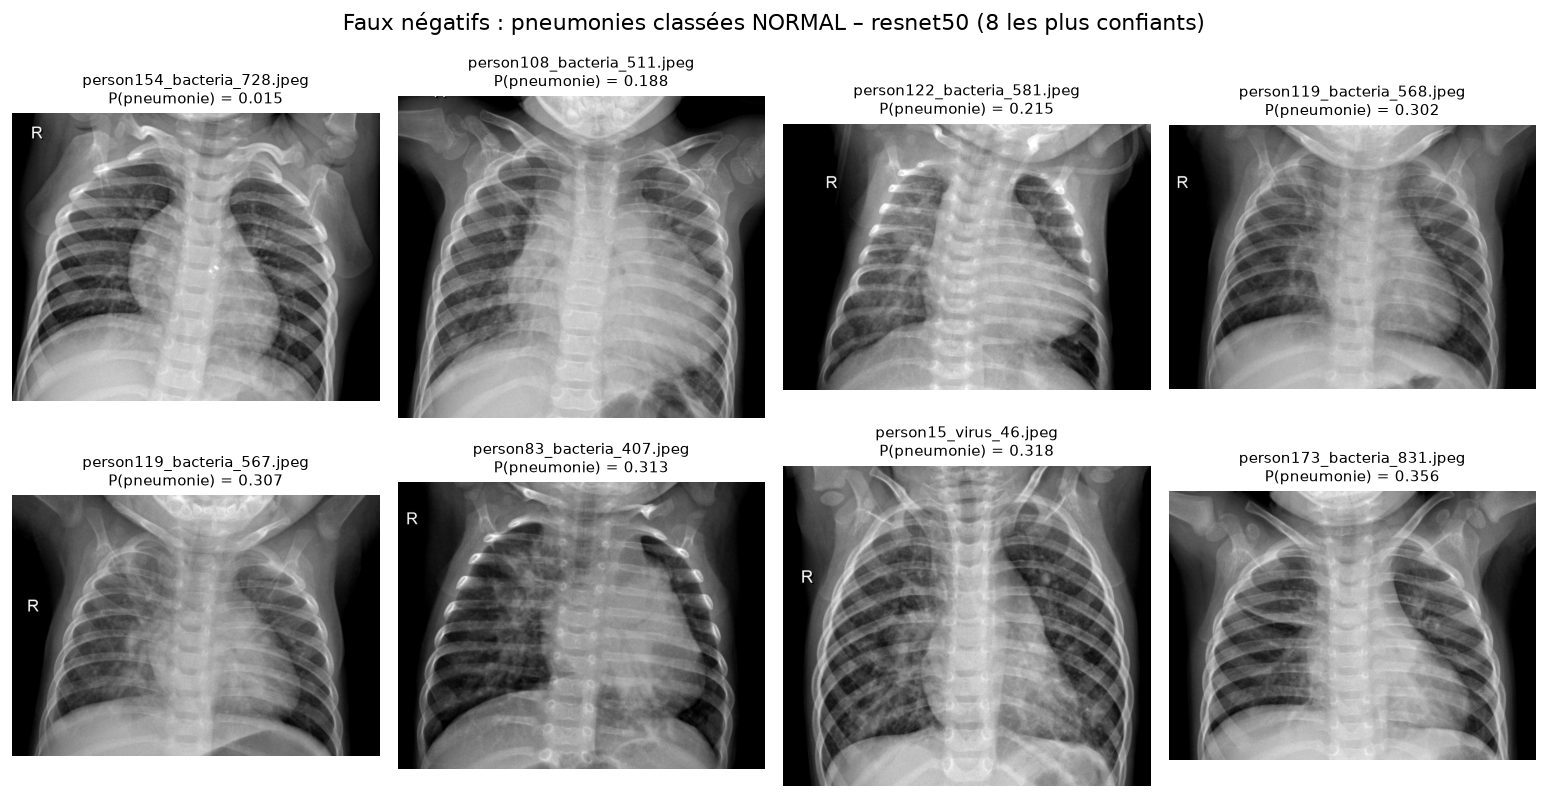 Faux négatifs : pneumonies classées NORMAL – resnet50 (8 les plus confiants)
person154_bacteria_728.jpeg
P(pneumonie) = 0.015
R
person108_bacteria_511.jpeg
P(pneumonie) = 0.188
person122_bacteria_581.jpeg
P(pneumonie) = 0.215
R
person119_bacteria_568.jpeg
P(pneumonie) = 0.302
R
person119_bacteria_567.jpeg
P(pneumonie) = 0.307
R
person83_bacteria_407.jpeg
P(pneumonie) = 0.313
R
person15_virus_46.jpeg
P(pneumonie) = 0.318
R
person173_bacteria_831.jpeg
P(pneumonie) = 0.356